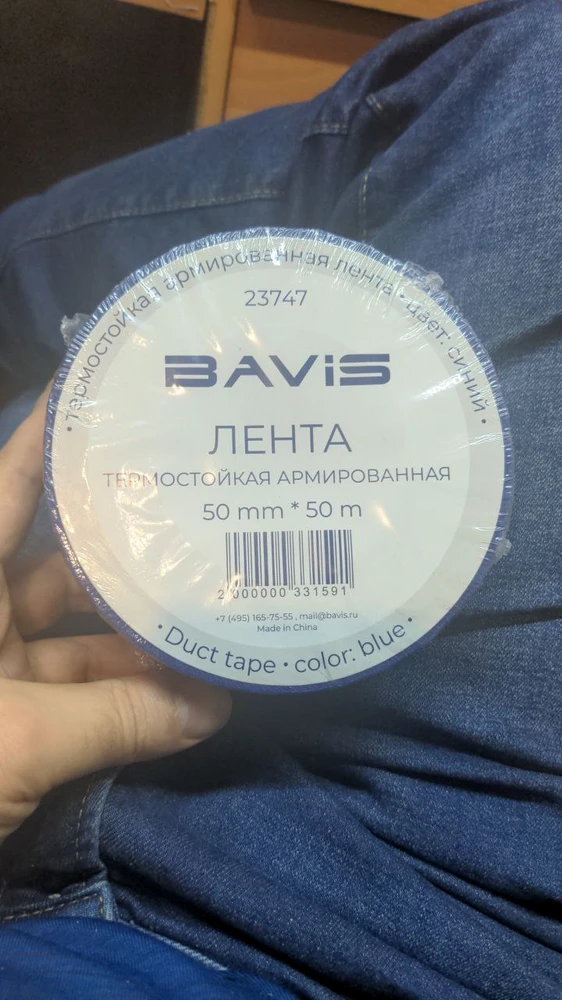 • термостойкая армированная лента • цвет: синий •
23747
BAViS
ЛЕНТА
ТЕРМОСТОЙКАЯ АРМИРОВАННАЯ
50 mm * 50 m
2 000000 331591
+7 (495) 165-75-55 , mail@bavis.ru
Made in China
• Duct tape • color: blue •